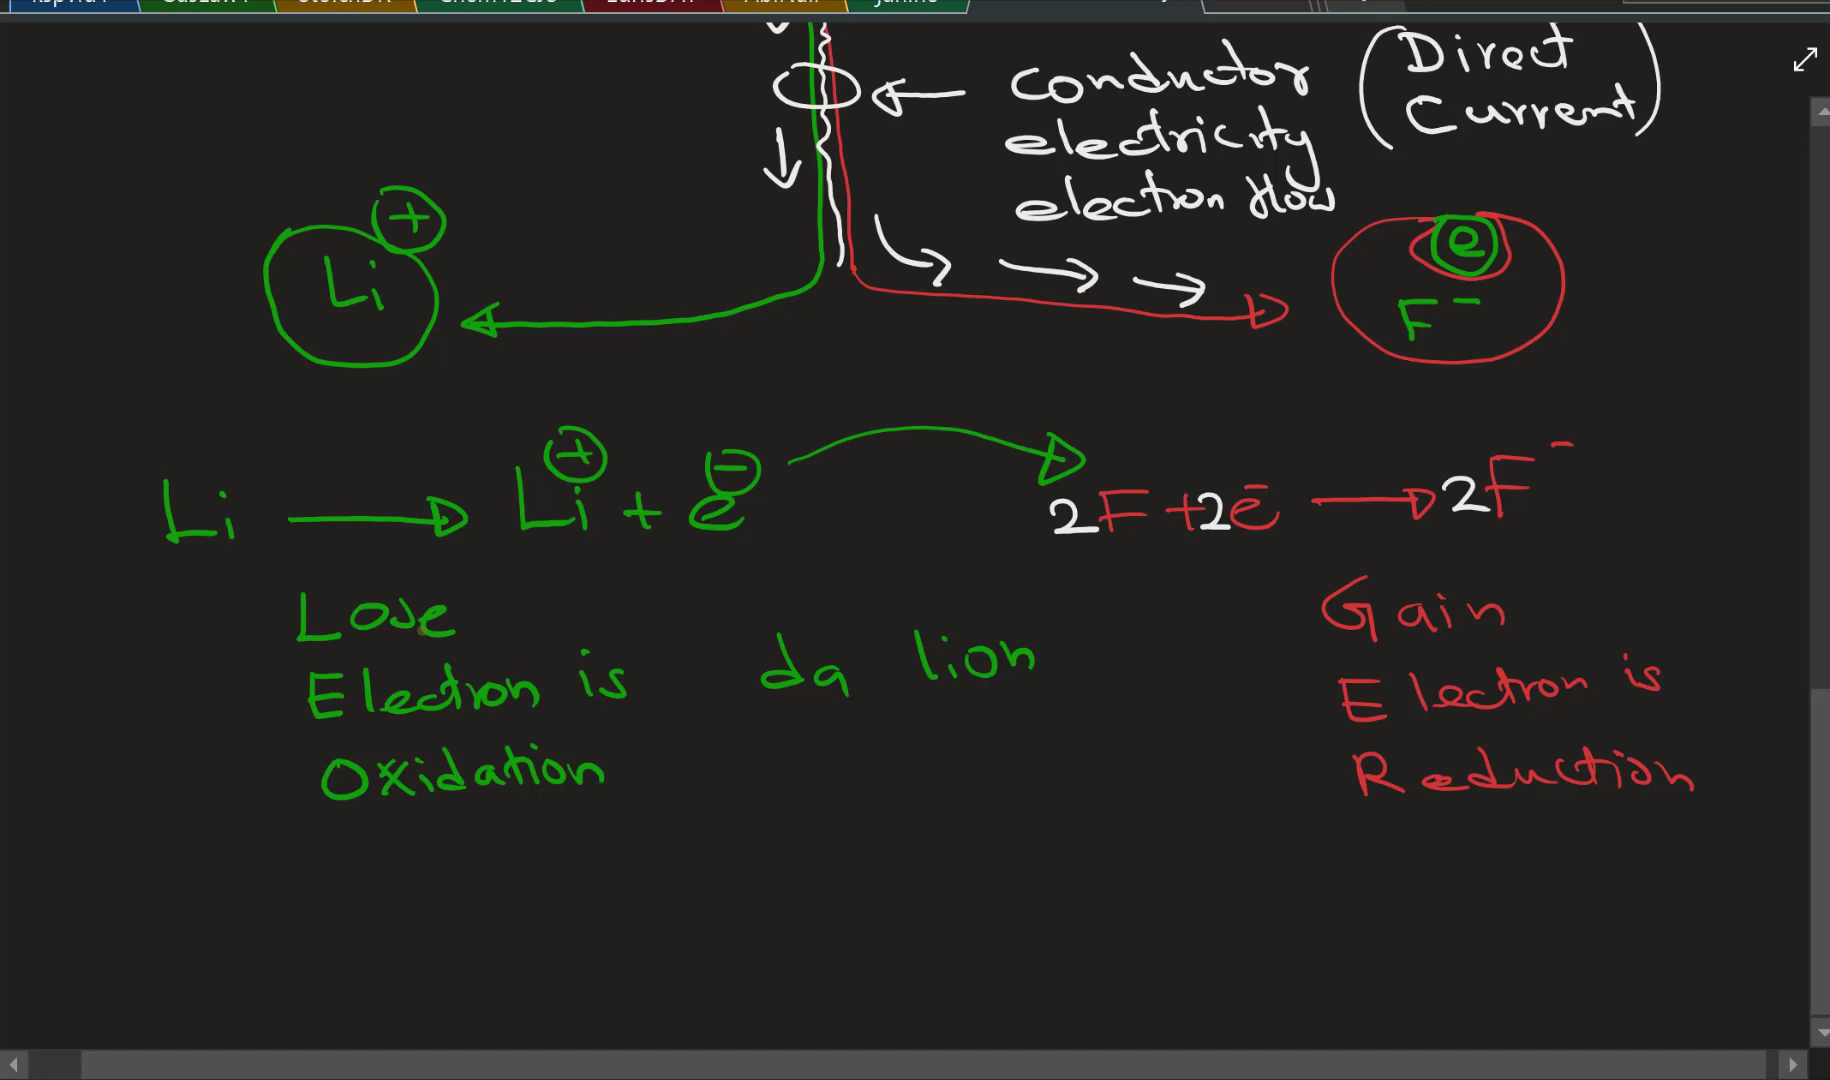 conductor (Direct
electricity Current)
electron flow
Li +
e
F −
Li → Li + + e − 2F + 2e̅ → 2F −
Lose
Electron is
Oxidation
da lion
Gain
Electron is
Reduction